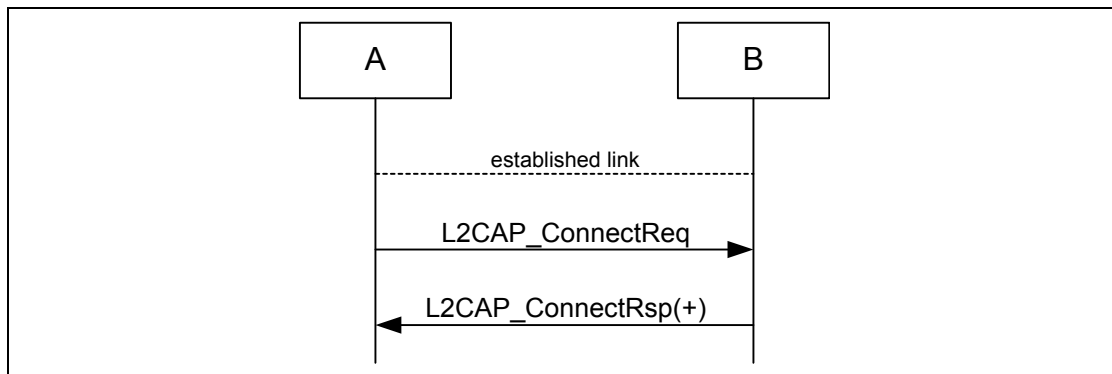 A
B
established link
L2CAP_ConnectReq
L2CAP_ConnectRsp(+)